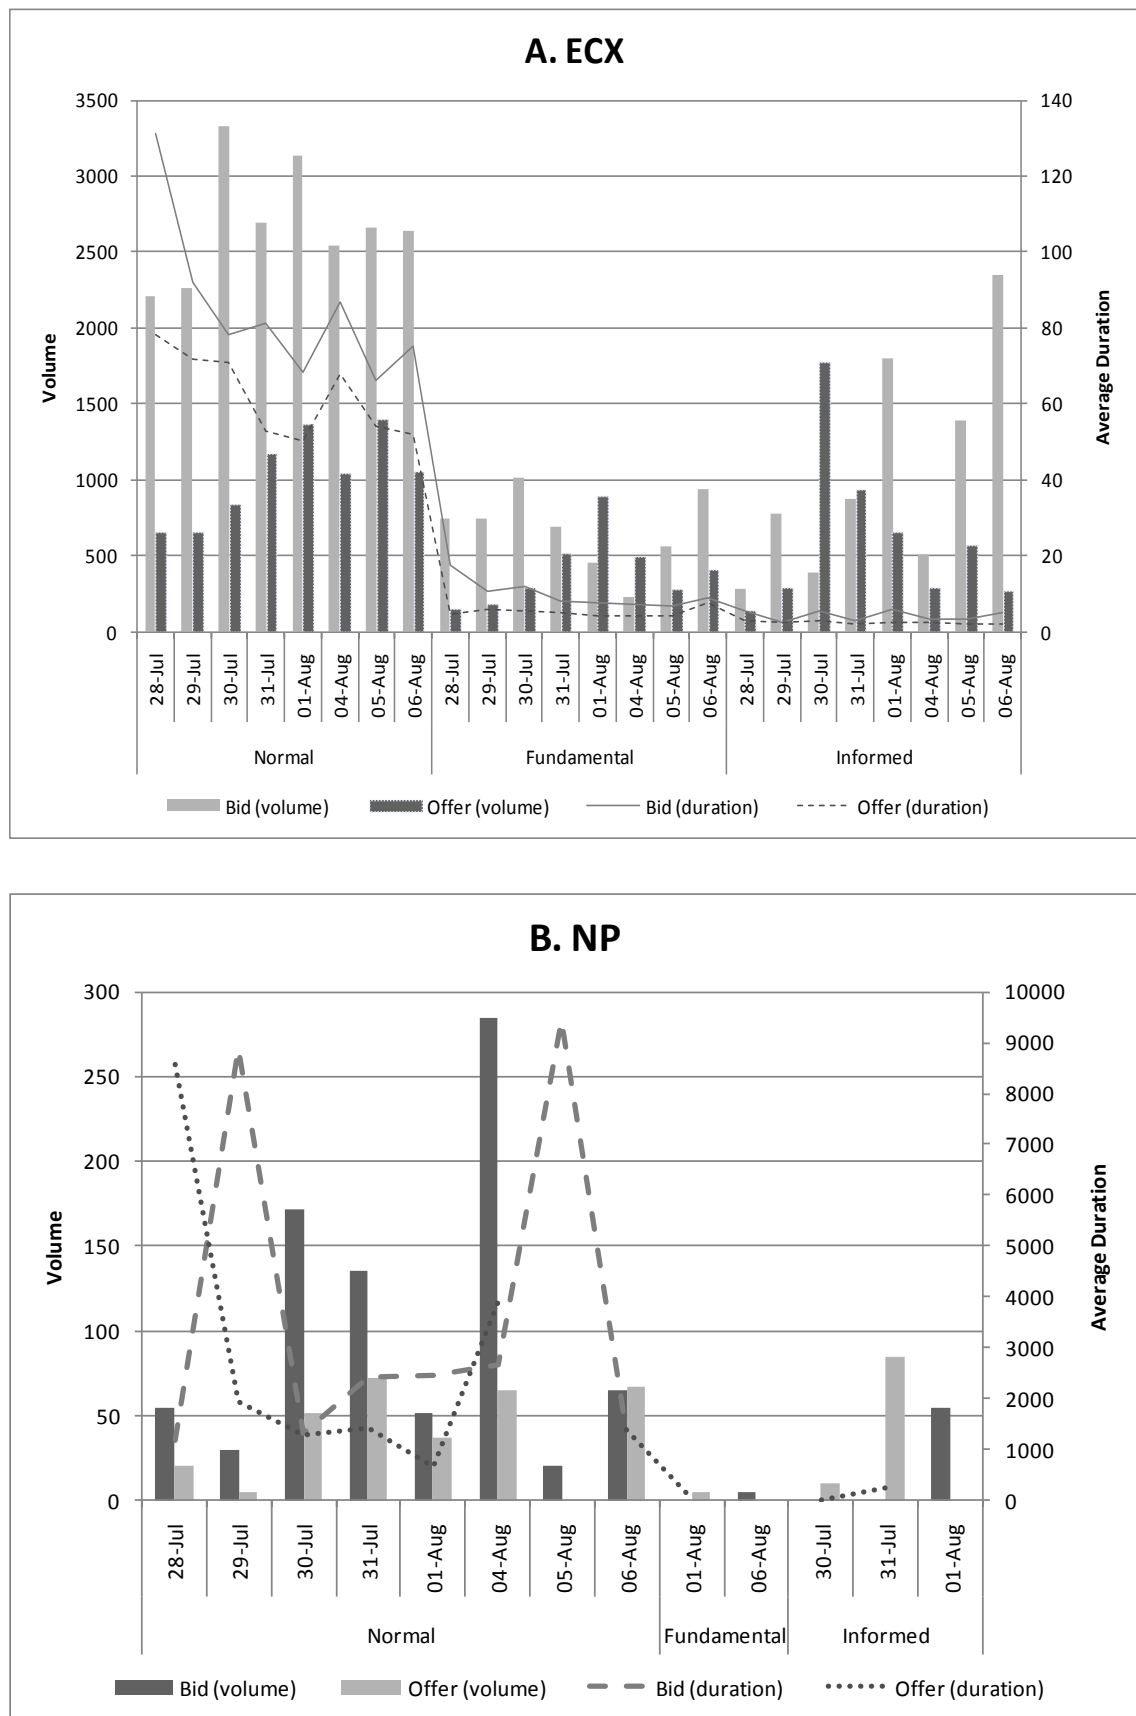 A. ECX
3500
3000
2500
2000
1500
1000
500
0
Volume
140
120
100
80
60
40
20
0
Average Duration
28-Jul 29-Jul 30-Jul 31-Jul 01-Aug 04-Aug 05-Aug 06-Aug 28-Jul 29-Jul 30-Jul 31-Jul 01-Aug 04-Aug 05-Aug 06-Aug 28-Jul 29-Jul 30-Jul 31-Jul 01-Aug 04-Aug 05-Aug 06-Aug
Normal Fundamental Informed
Bid (volume) Offer (volume) Bid (duration) Offer (duration)
B. NP
300
250
200
150
100
50
0
Volume
10000
9000
8000
7000
6000
5000
4000
3000
2000
1000
0
Average Duration
28-Jul 29-Jul 30-Jul 31-Jul 01-Aug 04-Aug 05-Aug 06-Aug 01-Aug 06-Aug 30-Jul 31-Jul 01-Aug
Normal Fundamental Informed
Bid (volume) Offer (volume) Bid (duration) Offer (duration)